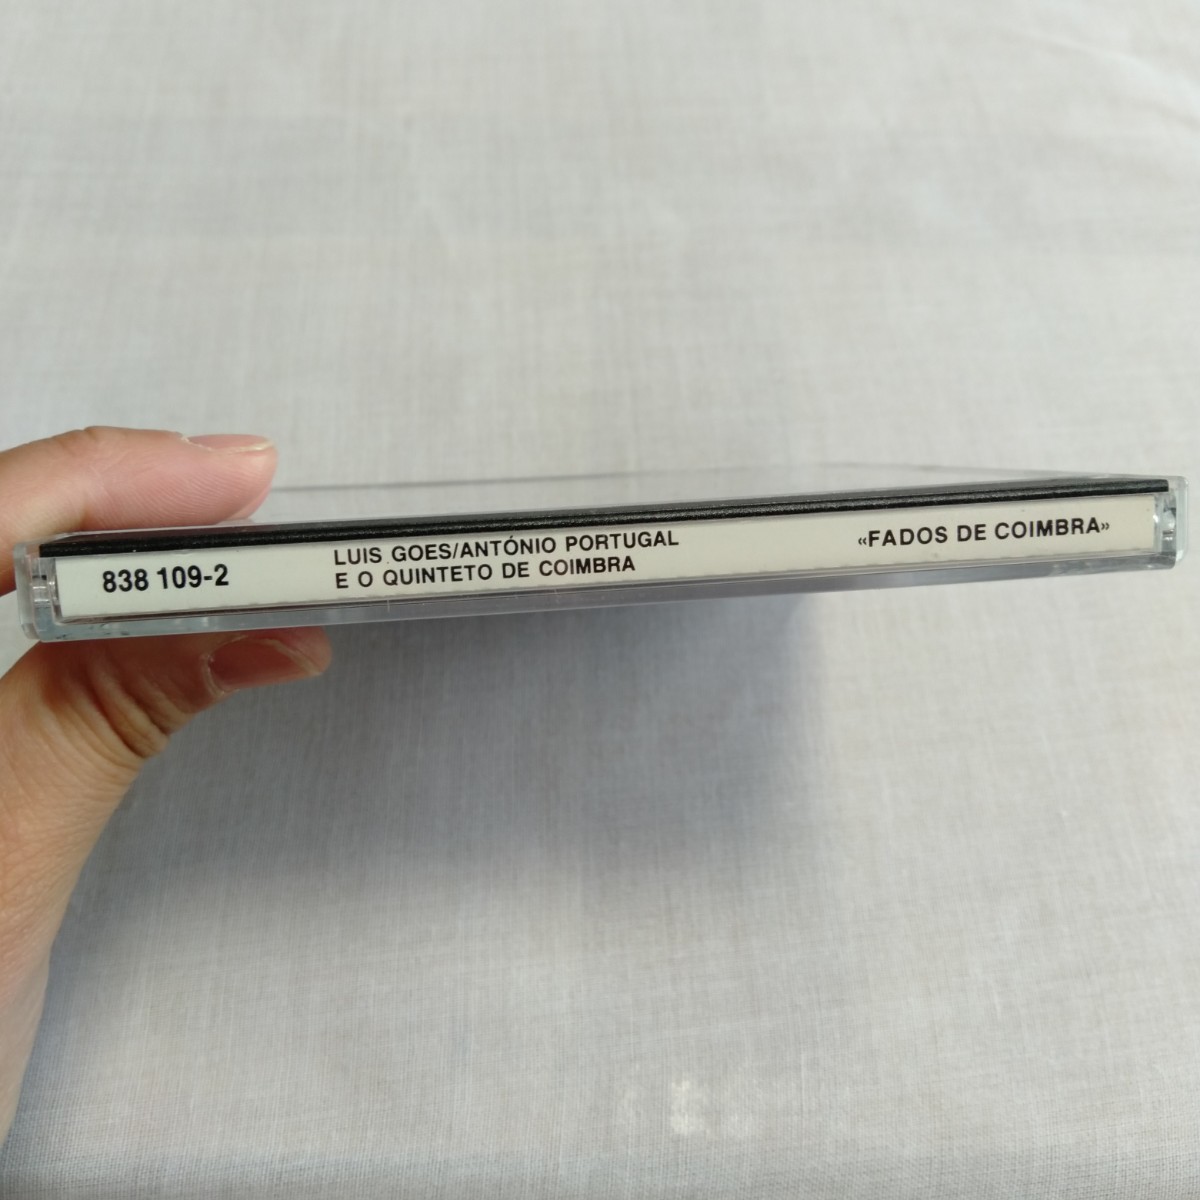 838 109-2
LUIS GOES/ANTÓNIO PORTUGAL
E O QUINTETO DE COIMBRA
«FADOS DE COIMBRA»